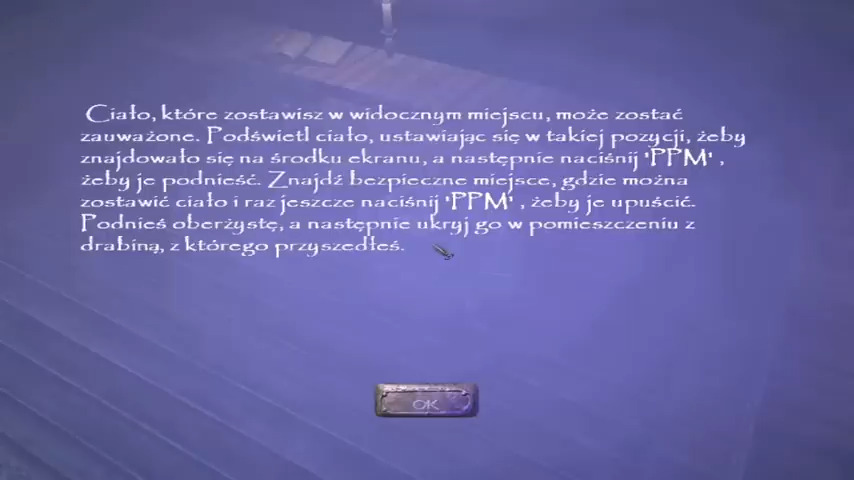 Ciało, które zostawisz w widocznym miejscu, może zostać
zauważone. Podświetl ciało, ustawiając się w takiej pozycji, żeby
znajdowało się na środku ekranu, a następnie naciśnij 'PPM' ,
żeby je podnieść. Znajdź bezpieczne miejsce, gdzie można
zostawić ciało i raz jeszcze naciśnij 'PPM' , żeby je upuścić.
Podnieś oberżystę, a następnie ukryj go w pomieszczeniu z
drabiną, z którego przyszedłeś.
OK